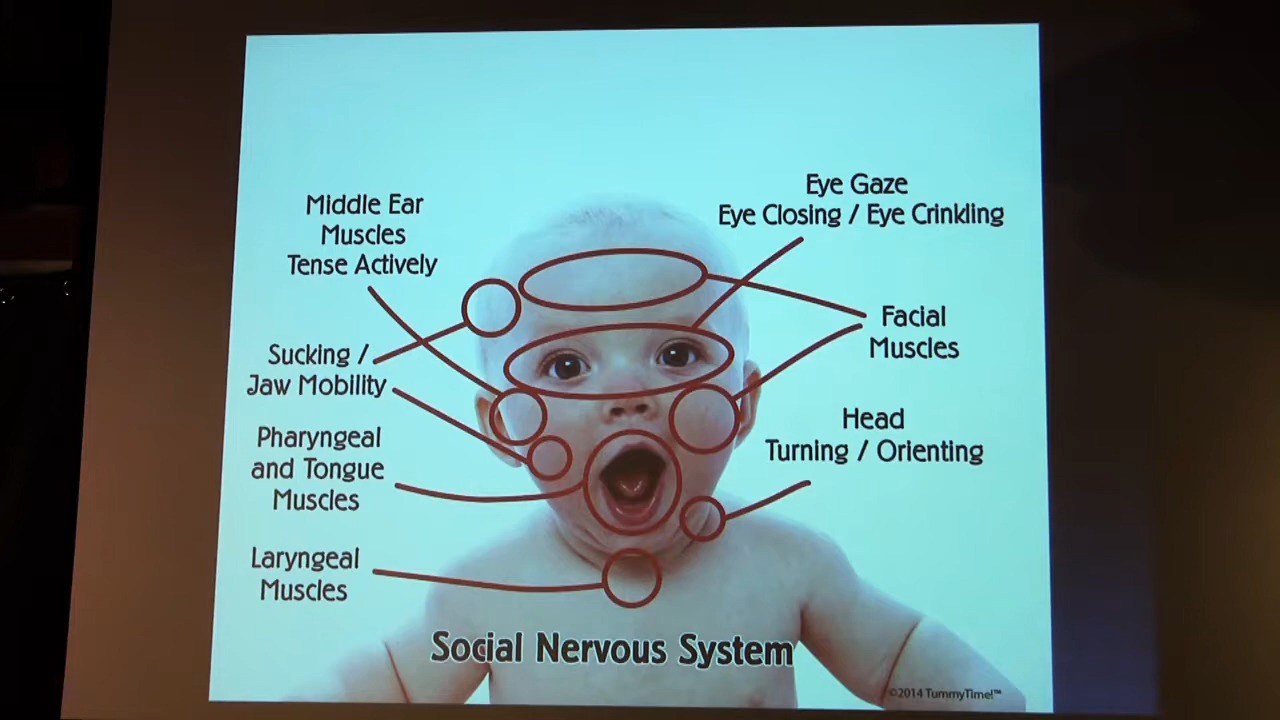 Middle Ear
Muscles
Tense Actively
Sucking /
Jaw Mobility
Pharyngeal
and Tongue
Muscles
Laryngeal
Muscles
Eye Gaze
Eye Closing / Eye Crinkling
Facial
Muscles
Head
Turning / Orienting
Social Nervous System
©2014 TummyTime!™